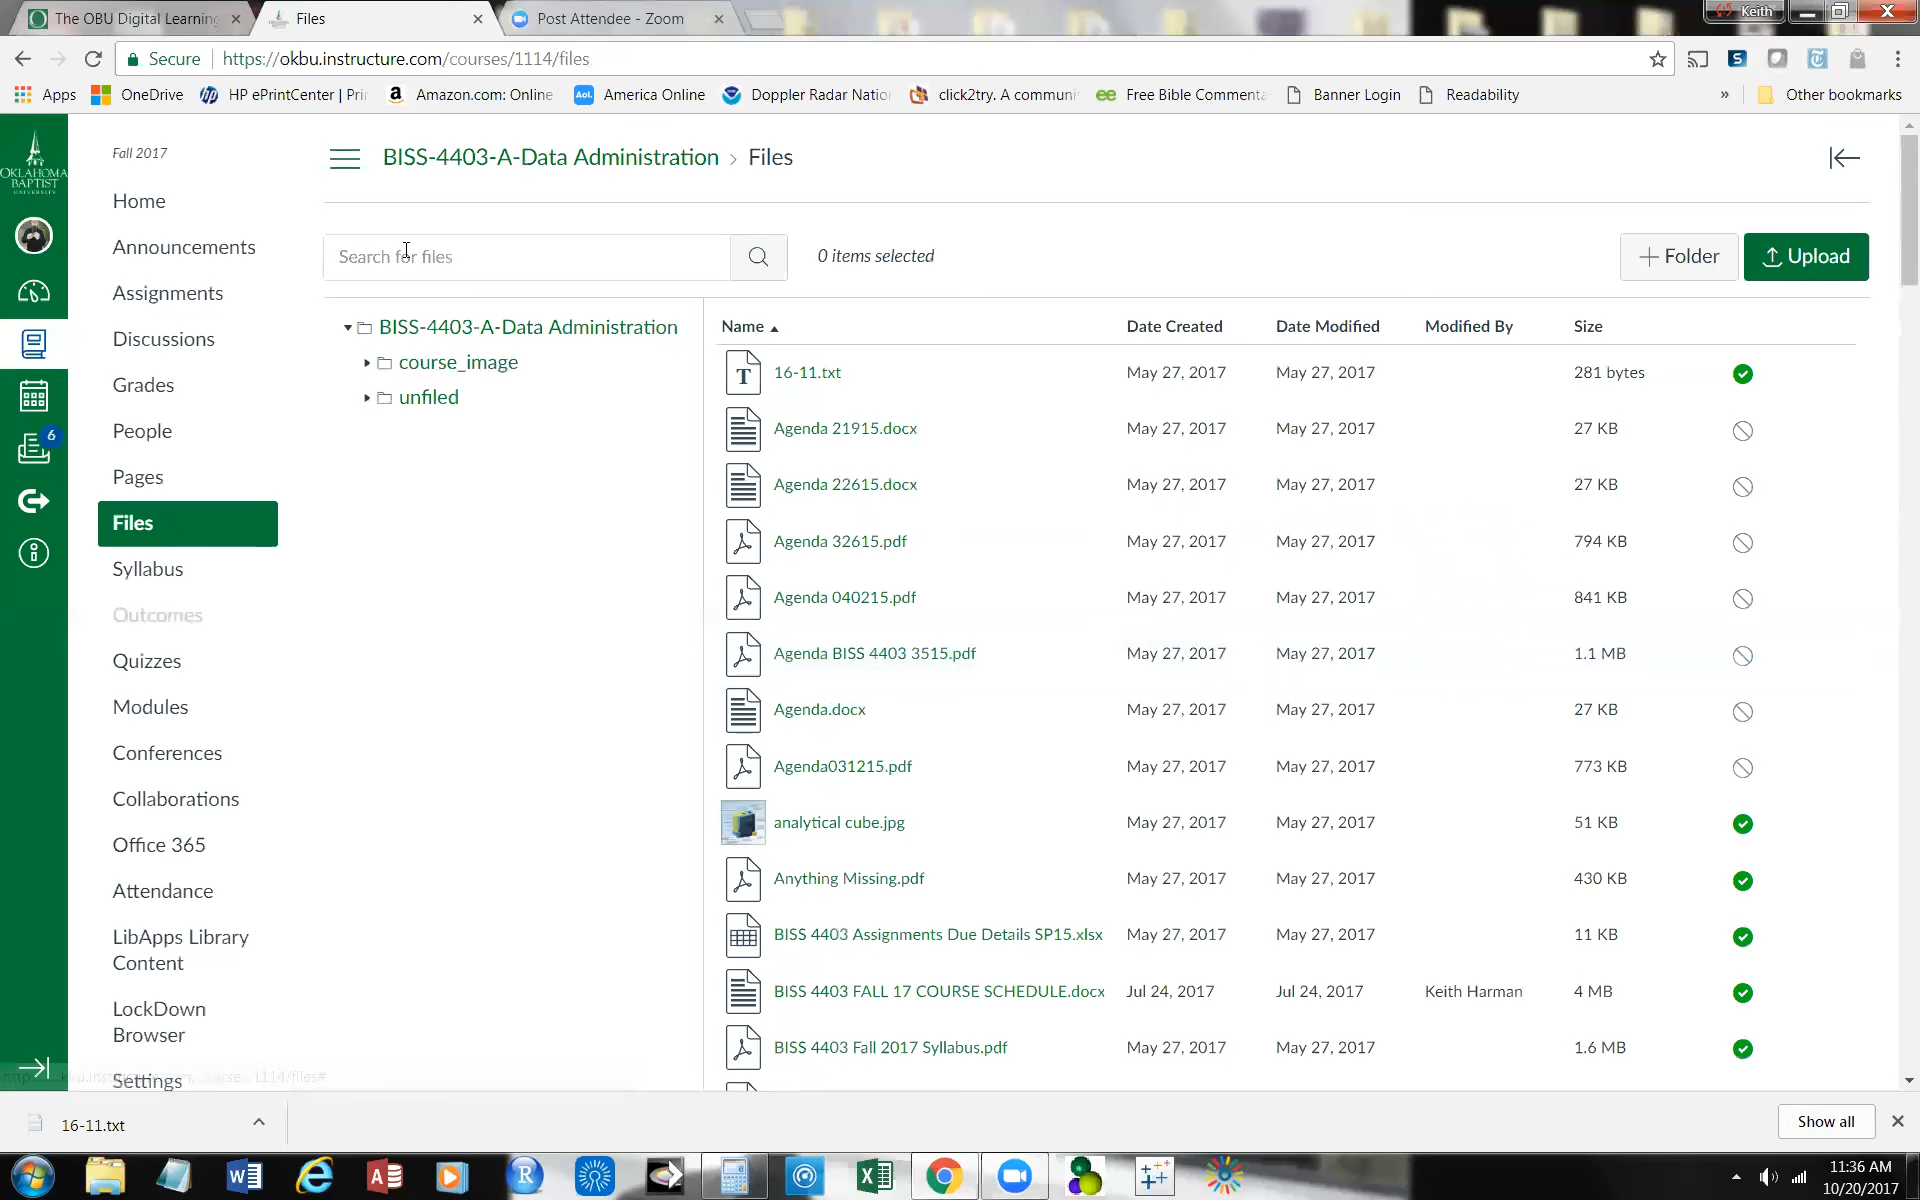 The OBU Digital Learning
Files
Post Attendee - Zoom
Keith
Secure
https://okbu.instructure.com/courses/1114/files
Apps
OneDrive
HP ePrintCenter | Pri
Amazon.com: Online
America Online
Doppler Radar Natio
click2try. A communi
Free Bible Commenta
Banner Login
Readability
Other bookmarks
OKLAHOMA
BAPTIST
UNIVERSITY
6
Fall 2017
Home
Announcements
Assignments
Discussions
Grades
People
Pages
Files
Syllabus
Outcomes
Quizzes
Modules
Conferences
Collaborations
Office 365
Attendance
LibApps Library
Content
LockDown
Browser
Settings
BISS-4403-A-Data Administration › Files
Search for files
0 items selected
+ Folder
Upload
BISS-4403-A-Data Administration
course_image
unfiled
Name Date Created Date Modified Modified By Size
16-11.txt May 27, 2017 May 27, 2017 281 bytes
Agenda 21915.docx May 27, 2017 May 27, 2017 27 KB
Agenda 22615.docx May 27, 2017 May 27, 2017 27 KB
Agenda 32615.pdf May 27, 2017 May 27, 2017 794 KB
Agenda 040215.pdf May 27, 2017 May 27, 2017 841 KB
Agenda BISS 4403 3515.pdf May 27, 2017 May 27, 2017 1.1 MB
Agenda.docx May 27, 2017 May 27, 2017 27 KB
Agenda031215.pdf May 27, 2017 May 27, 2017 773 KB
analytical cube.jpg May 27, 2017 May 27, 2017 51 KB
Anything Missing.pdf May 27, 2017 May 27, 2017 430 KB
BISS 4403 Assignments Due Details SP15.xlsx May 27, 2017 May 27, 2017 11 KB
BISS 4403 FALL 17 COURSE SCHEDULE.docx Jul 24, 2017 Jul 24, 2017 Keith Harman 4 MB
BISS 4403 Fall 2017 Syllabus.pdf May 27, 2017 May 27, 2017 1.6 MB
16-11.txt
Show all
11:36 AM
10/20/2017